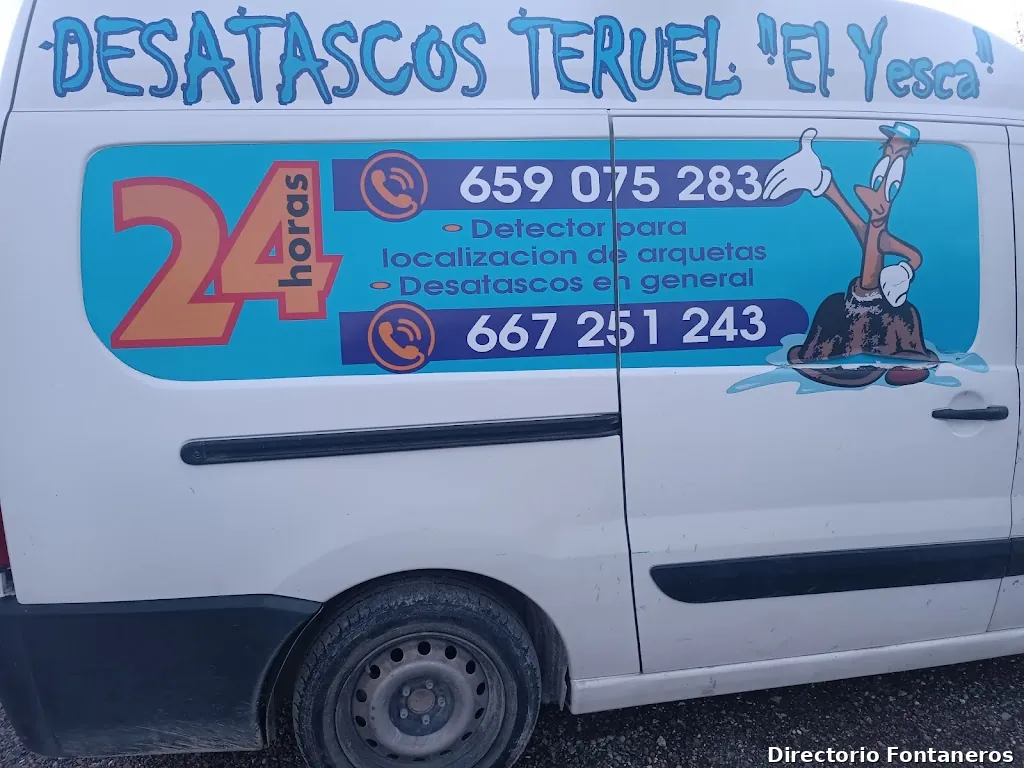 DESATASCOS TERUEL "El Yesca"
24 horas
659 075 283
- Detector para
localizacion de arquetas
- Desatascos en general
667 251 243
Directorio Fontaneros